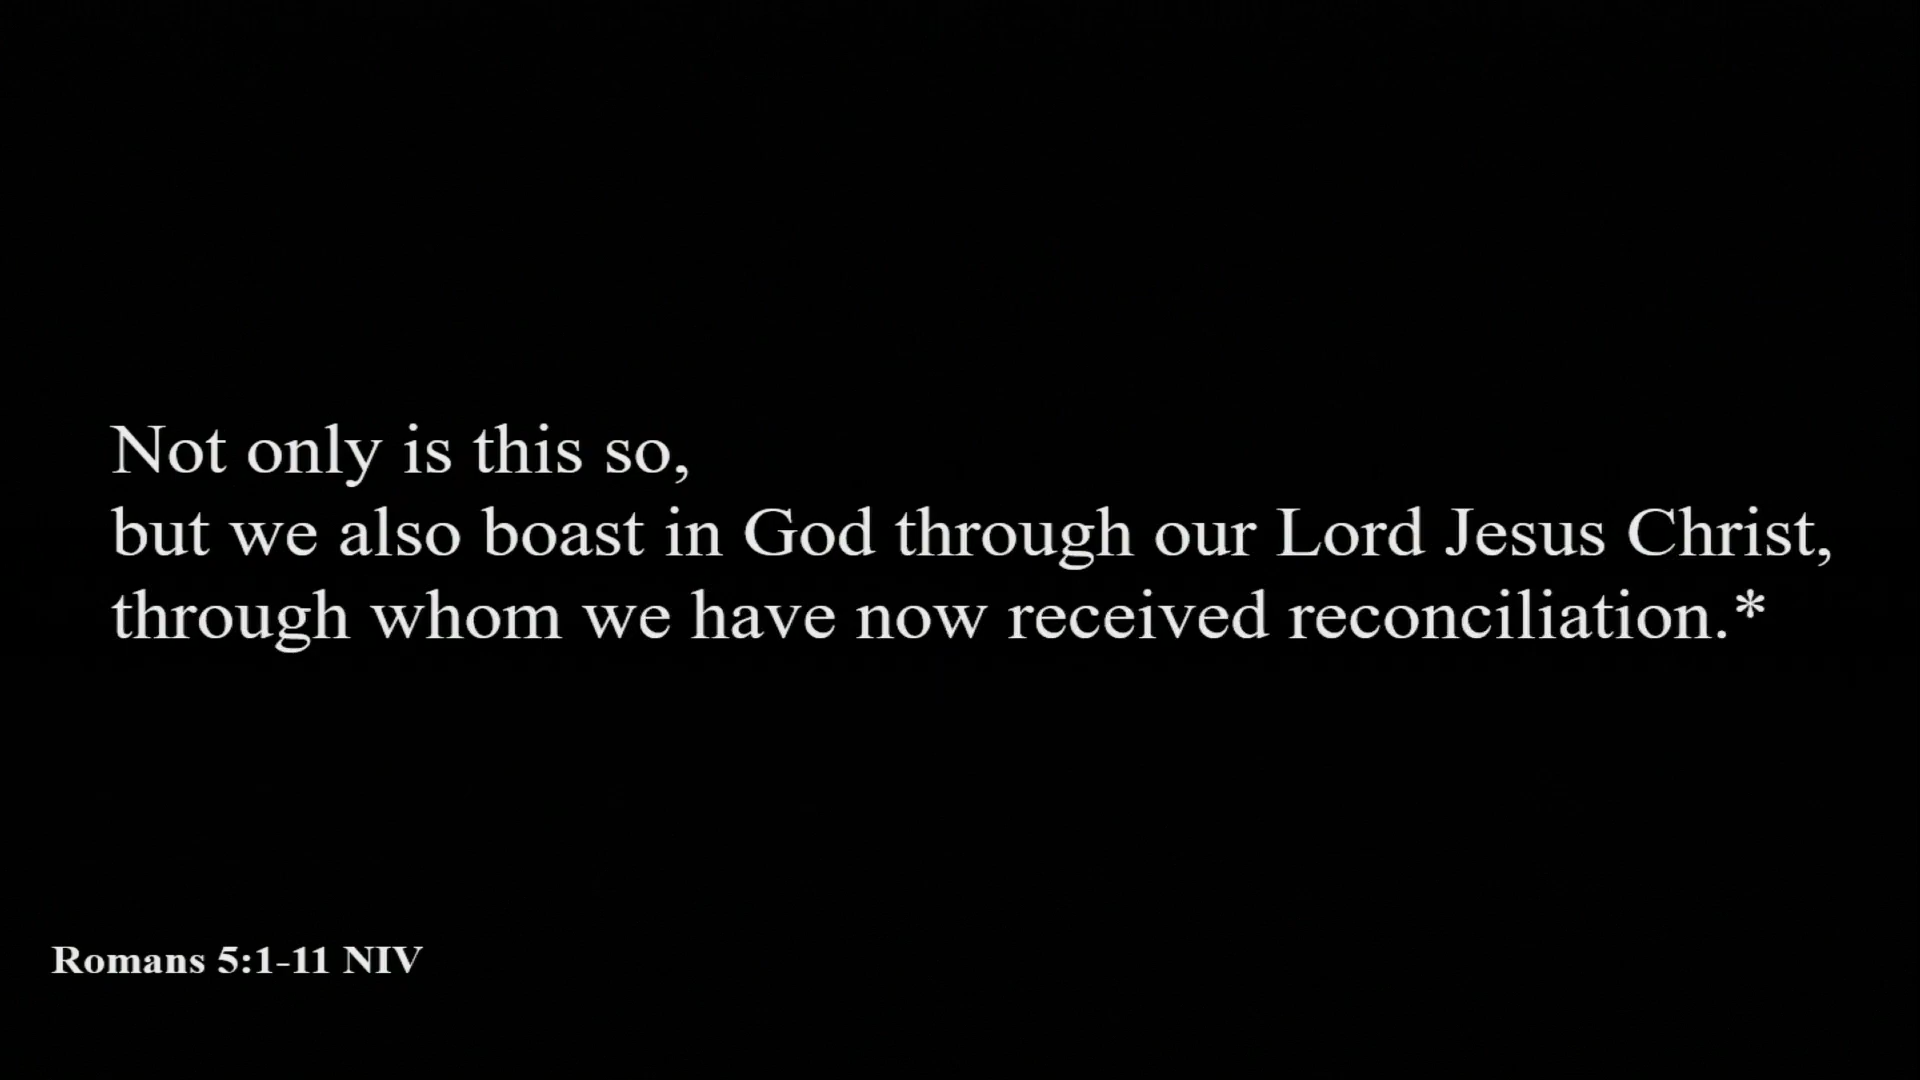 Not only is this so,
but we also boast in God through our Lord Jesus Christ,
through whom we have now received reconciliation.*
Romans 5:1-11 NIV